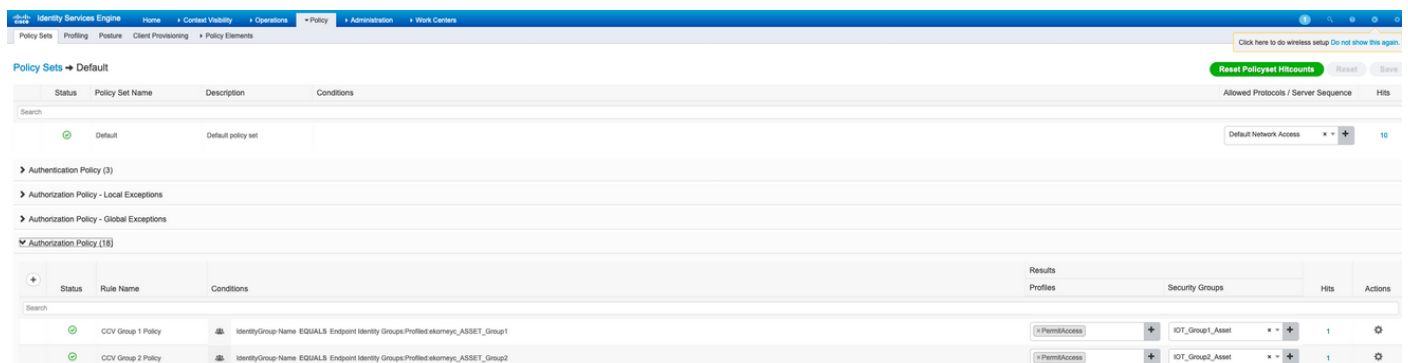 cisco Identity Services Engine Home Context Visibility Operations Policy Administration Work Centers 1
Policy Sets Profiling Posture Client Provisioning Policy Elements
Click here to do wireless setup Do not show this again.
Policy Sets → Default
Reset Policyset Hitcounts Reset Save
Status Policy Set Name Description Conditions Allowed Protocols / Server Sequence Hits
Search
Default Default policy set Default Network Access × + 10
Authentication Policy (3)
Authorization Policy - Local Exceptions
Authorization Policy - Global Exceptions
Authorization Policy (18)
Results
+ Status Rule Name Conditions Profiles Security Groups Hits Actions
Search
CCV Group 1 Policy IdentityGroup·Name EQUALS Endpoint Identity Groups:Profiled:ekorneyc_ASSET_Group1 ×PermitAccess + IOT_Group1_Asset × + 1
CCV Group 2 Policy IdentityGroup·Name EQUALS Endpoint Identity Groups:Profiled:ekorneyc_ASSET_Group2 ×PermitAccess + IOT_Group2_Asset × + 1